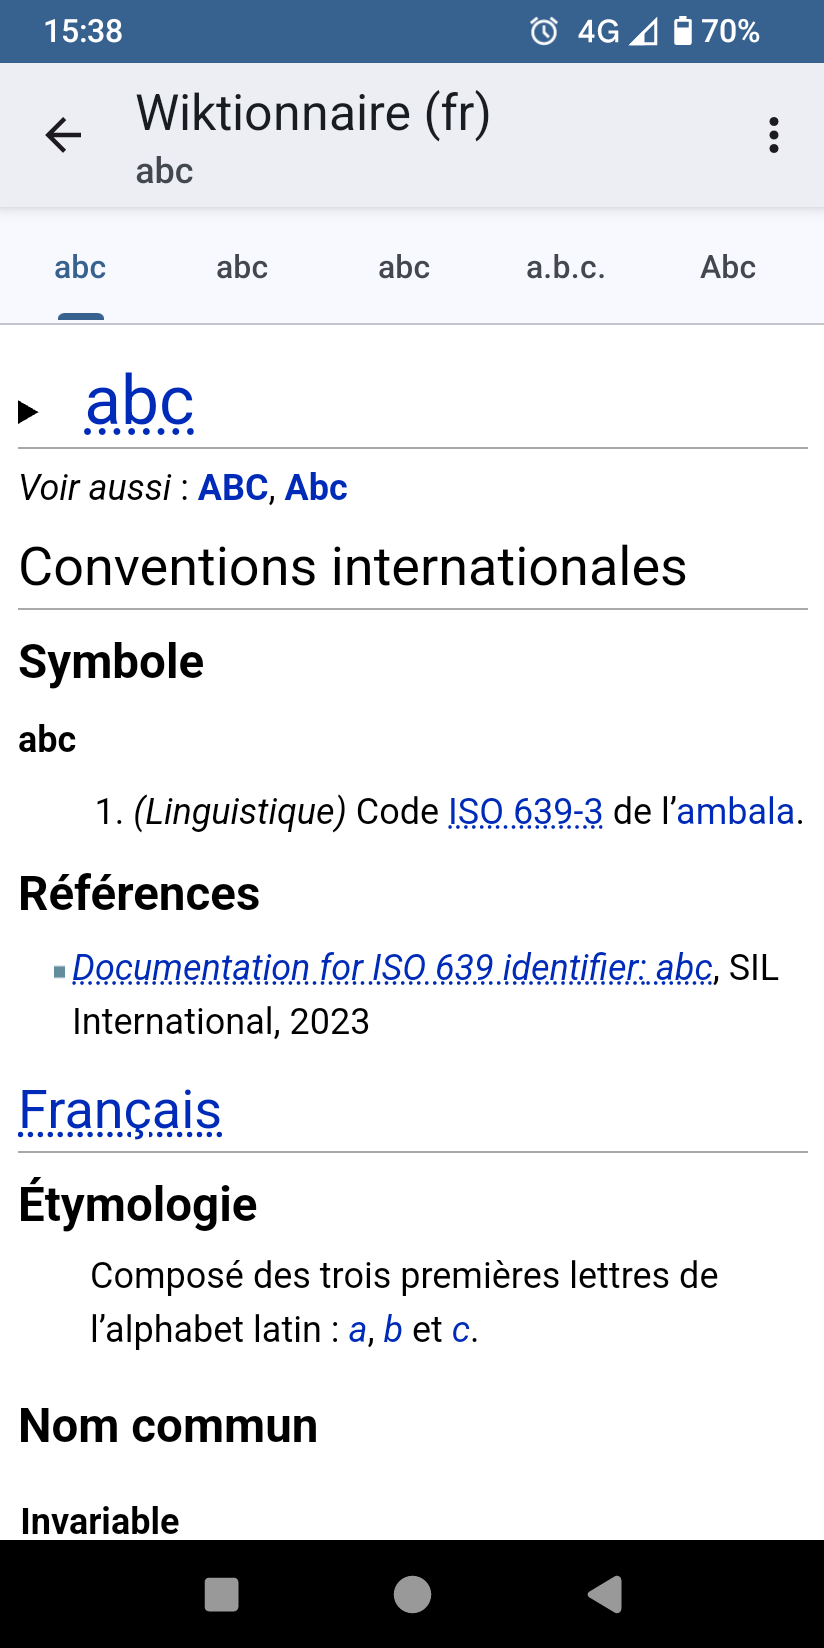 15:38 4G 70%
Wiktionnaire (fr)
abc
abc abc abc a.b.c. Abc
abc
Voir aussi : ABC, Abc
Conventions internationales
Symbole
abc
1. (Linguistique) Code ISO 639-3 de l’ambala.
Références
Documentation for ISO 639 identifier: abc, SIL
International, 2023
Français
Étymologie
Composé des trois premières lettres de
l’alphabet latin : a, b et c.
Nom commun
Invariable